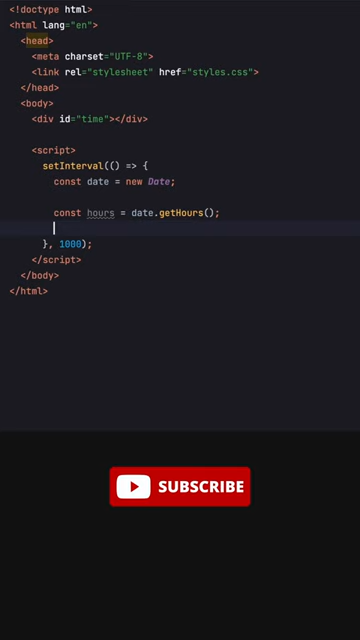 <!doctype html>
<html lang="en">
<head>
<meta charset="UTF-8">
<link rel="stylesheet" href="styles.css">
</head>
<body>
<div id="time"></div>
<script>
setInterval(() => {
const date = new Date;
const hours = date.getHours();
}, 1000);
</script>
</body>
</html>
SUBSCRIBE